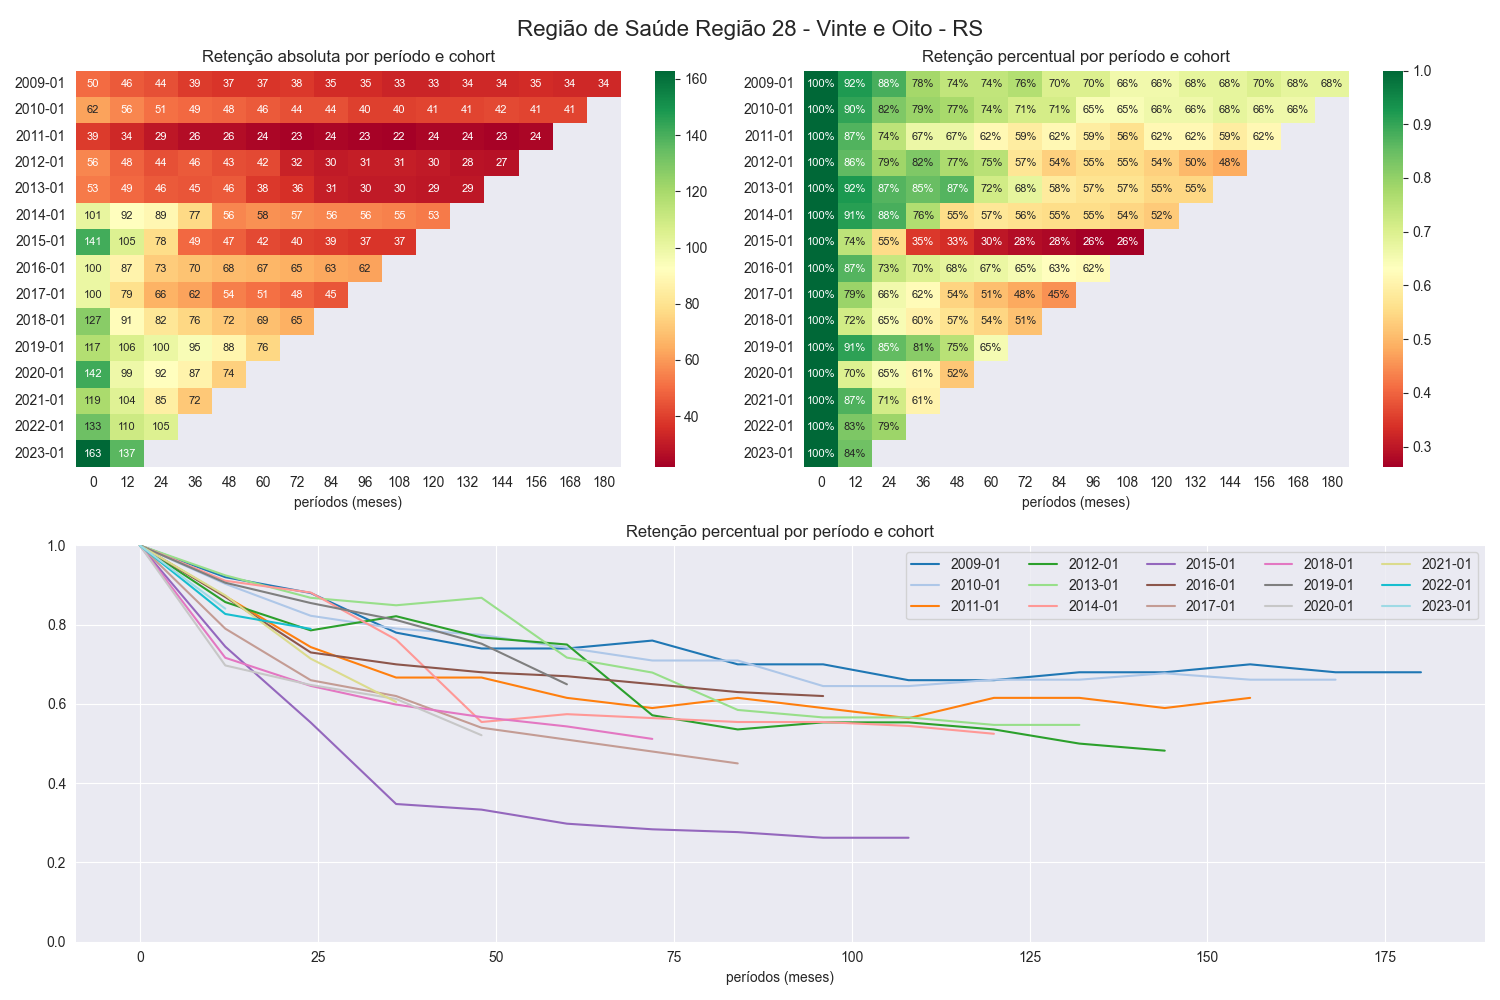 Região de Saúde Região 28 - Vinte e Oito - RS
Retenção absoluta por período e cohort
2009-01 50 46 44 39 37 37 38 35 35 33 33 34 34 35 34 34
2010-01 62 56 51 49 48 46 44 44 40 40 41 41 42 41 41
2011-01 39 34 29 26 26 24 23 24 23 22 24 24 23 24
2012-01 56 48 44 46 43 42 32 30 31 31 30 28 27
2013-01 53 49 46 45 46 38 36 31 30 30 29 29
2014-01 101 92 89 77 56 58 57 56 56 55 53
2015-01 141 105 78 49 47 42 40 39 37 37
2016-01 100 87 73 70 68 67 65 63 62
2017-01 100 79 66 62 54 51 48 45
2018-01 127 91 82 76 72 69 65
2019-01 117 106 100 95 88 76
2020-01 142 99 92 87 74
2021-01 119 104 85 72
2022-01 133 110 105
2023-01 163 137
0 12 24 36 48 60 72 84 96 108 120 132 144 156 168 180
períodos (meses)
160
140
120
100
80
60
40
Retenção percentual por período e cohort
2009-01 100% 92% 88% 78% 74% 74% 76% 70% 70% 66% 66% 68% 68% 70% 68% 68%
2010-01 100% 90% 82% 79% 77% 74% 71% 71% 65% 65% 66% 66% 68% 66% 66%
2011-01 100% 87% 74% 67% 67% 62% 59% 62% 59% 56% 62% 62% 59% 62%
2012-01 100% 86% 79% 82% 77% 75% 57% 54% 55% 55% 54% 50% 48%
2013-01 100% 92% 87% 85% 87% 72% 68% 58% 57% 57% 55% 55%
2014-01 100% 91% 88% 76% 55% 57% 56% 55% 55% 54% 52%
2015-01 100% 74% 55% 35% 33% 30% 28% 28% 26% 26%
2016-01 100% 87% 73% 70% 68% 67% 65% 63% 62%
2017-01 100% 79% 66% 62% 54% 51% 48% 45%
2018-01 100% 72% 65% 60% 57% 54% 51%
2019-01 100% 91% 85% 81% 75% 65%
2020-01 100% 70% 65% 61% 52%
2021-01 100% 87% 71% 61%
2022-01 100% 83% 79%
2023-01 100% 84%
0 12 24 36 48 60 72 84 96 108 120 132 144 156 168 180
períodos (meses)
1.0
0.9
0.8
0.7
0.6
0.5
0.4
0.3
Retenção percentual por período e cohort
1.0
0.8
0.6
0.4
0.2
0.0
2009-01 2012-01 2015-01 2018-01 2021-01
2010-01 2013-01 2016-01 2019-01 2022-01
2011-01 2014-01 2017-01 2020-01 2023-01
0 25 50 75 100 125 150 175
períodos (meses)